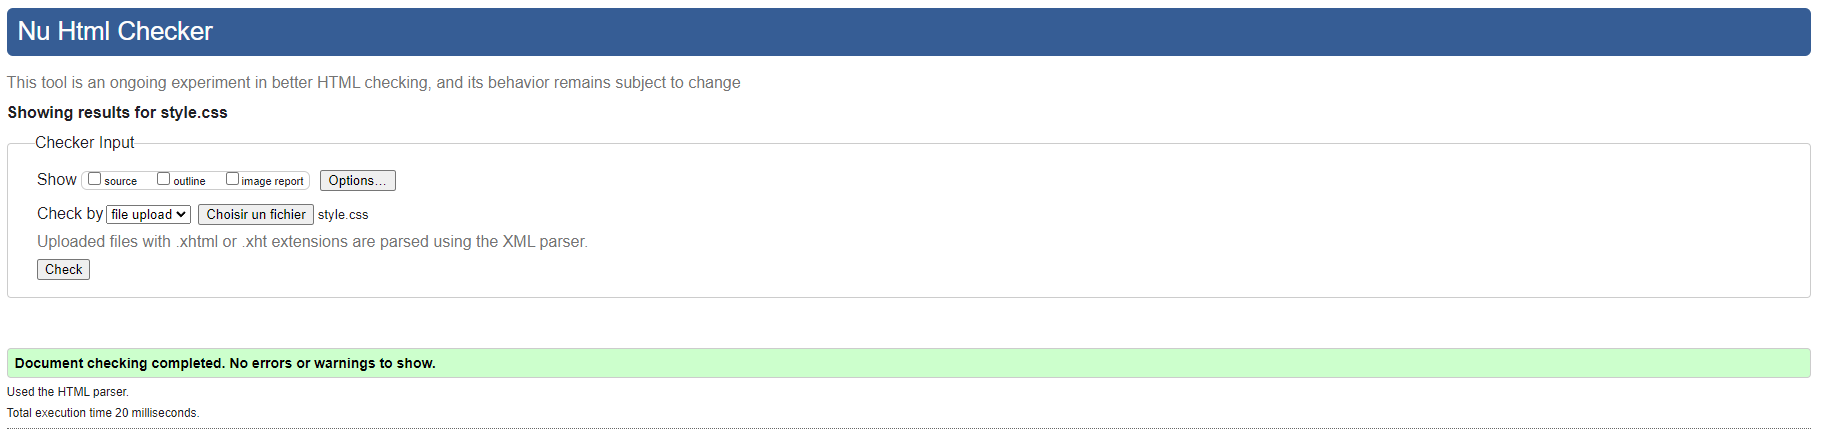 Nu Html Checker
This tool is an ongoing experiment in better HTML checking, and its behavior remains subject to change
Showing results for style.css
Checker Input
Show source outline image report Options...
Check by file upload Choisir un fichier style.css
Uploaded files with .xhtml or .xht extensions are parsed using the XML parser.
Check
Document checking completed. No errors or warnings to show.
Used the HTML parser.
Total execution time 20 milliseconds.